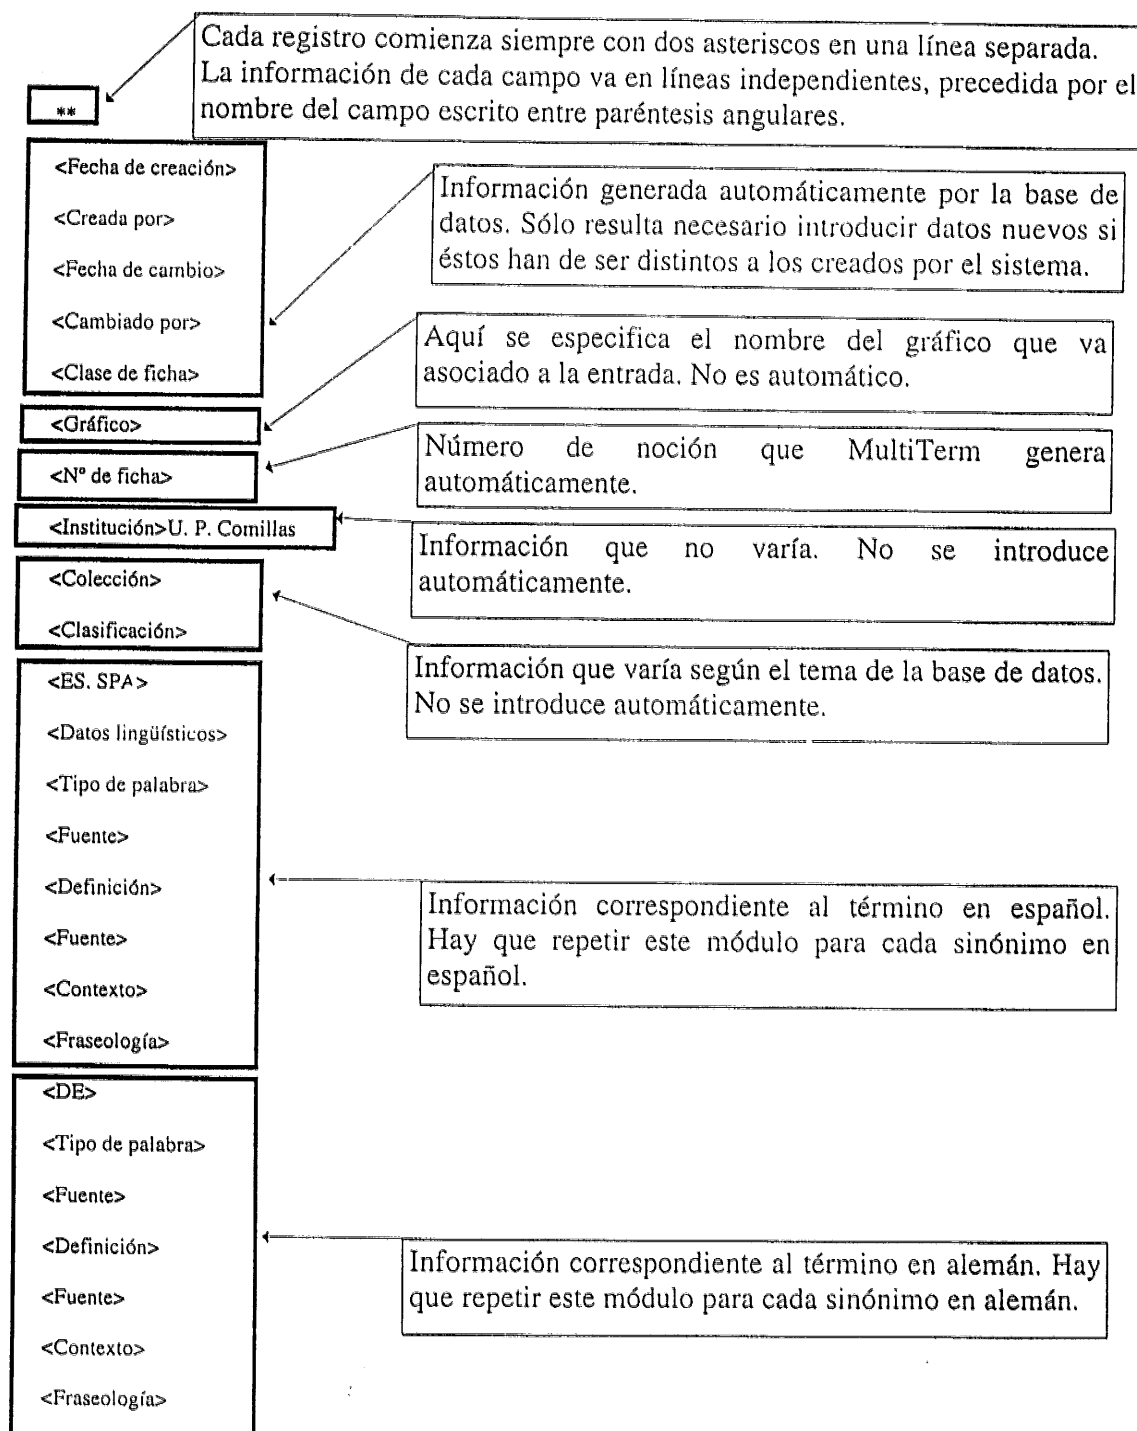 Cada registro comienza siempre con dos asteriscos en una línea separada.
La información de cada campo va en líneas independientes, precedida por el
nombre del campo escrito entre paréntesis angulares.
**
<Fecha de creación>
<Creada por>
<Fecha de cambio>
<Cambiado por>
<Clase de ficha>
Información generada automáticamente por la base de
datos. Sólo resulta necesario introducir datos nuevos si
éstos han de ser distintos a los creados por el sistema.
<Gráfico>
Aquí se especifica el nombre del gráfico que va
asociado a la entrada. No es automático.
<Nº de ficha>
Número de noción que MultiTerm genera
automáticamente.
<Institución>U. P. Comillas
Información que no varía. No se introduce
automáticamente.
<Colección>
<Clasificación>
Información que varía según el tema de la base de datos.
No se introduce automáticamente.
<ES. SPA>
<Datos lingüísticos>
<Tipo de palabra>
<Fuente>
<Definición>
<Fuente>
<Contexto>
<Fraseología>
Información correspondiente al término en español.
Hay que repetir este módulo para cada sinónimo en
español.
<DE>
<Tipo de palabra>
<Fuente>
<Definición>
<Fuente>
<Contexto>
<Fraseología>
Información correspondiente al término en alemán. Hay
que repetir este módulo para cada sinónimo en alemán.